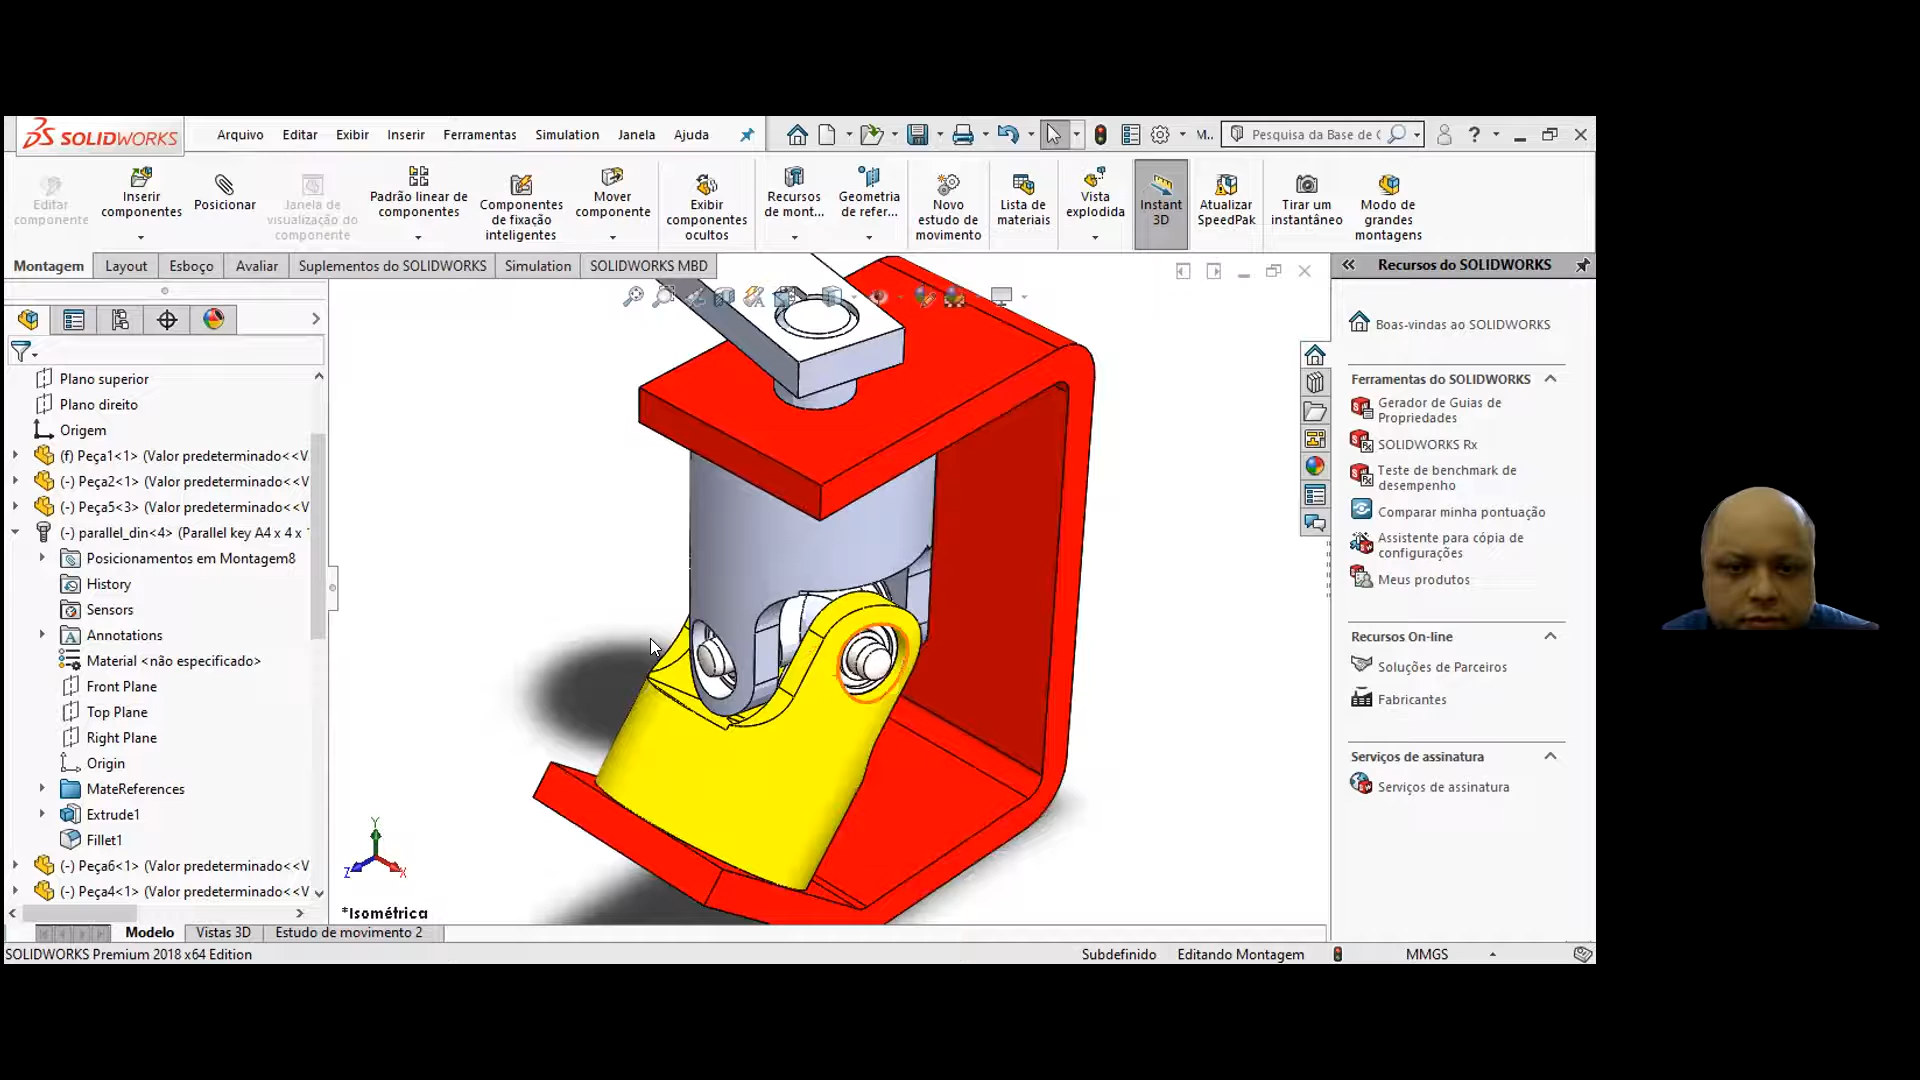 SOLIDWORKS
Arquivo
Editar
Exibir
Inserir
Ferramentas
Simulation
Janela
Ajuda
M..
Pesquisa da Base de (
?
Editar
componente
Inserir
componentes
Posicionar
Janela de
visualização do
componente
Padrão linear de
componentes
Componentes
de fixação
inteligentes
Mover
componente
Exibir
componentes
ocultos
Recursos
de mont...
Geometria
de refer...
Novo
estudo de
movimento
Lista de
materiais
Vista
explodida
Instant
3D
Atualizar
SpeedPak
Tirar um
instantâneo
Modo de
grandes
montagens
Montagem
Layout
Esboço
Avaliar
Suplementos do SOLIDWORKS
Simulation
SOLIDWORKS MBD
Plano superior
Plano direito
Origem
(f) Peça1<1> (Valor predeterminado<<V
(-) Peça2<1> (Valor predeterminado<<V
(-) Peça5<3> (Valor predeterminado<<V
(-) parallel_din<4> (Parallel key A4 x 4 x
Posicionamentos em Montagem8
History
Sensors
Annotations
Material <não especificado>
Front Plane
Top Plane
Right Plane
Origin
MateReferences
Extrude1
Fillet1
(-) Peça6<1> (Valor predeterminado<<V
(-) Peça4<1> (Valor predeterminado<<V
Y
Z
X
*Isométrica
Modelo
Vistas 3D
Estudo de movimento 2
SOLIDWORKS Premium 2018 x64 Edition
Subdefinido
Editando Montagem
MMGS
Recursos do SOLIDWORKS
Boas-vindas ao SOLIDWORKS
Ferramentas do SOLIDWORKS
Gerador de Guias de
Propriedades
SOLIDWORKS Rx
Teste de benchmark de
desempenho
Comparar minha pontuação
Assistente para cópia de
configurações
Meus produtos
Recursos On-line
Soluções de Parceiros
Fabricantes
Serviços de assinatura
Serviços de assinatura